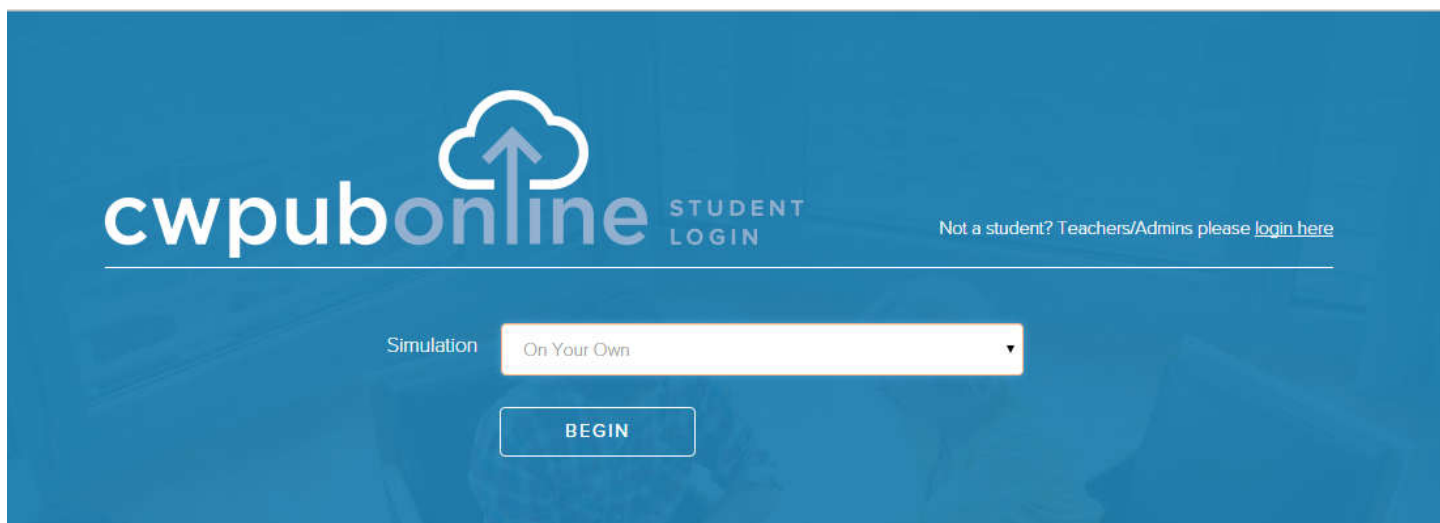 cwpubonline STUDENT
LOGIN
Not a student? Teachers/Admins please login here
Simulation On Your Own
BEGIN